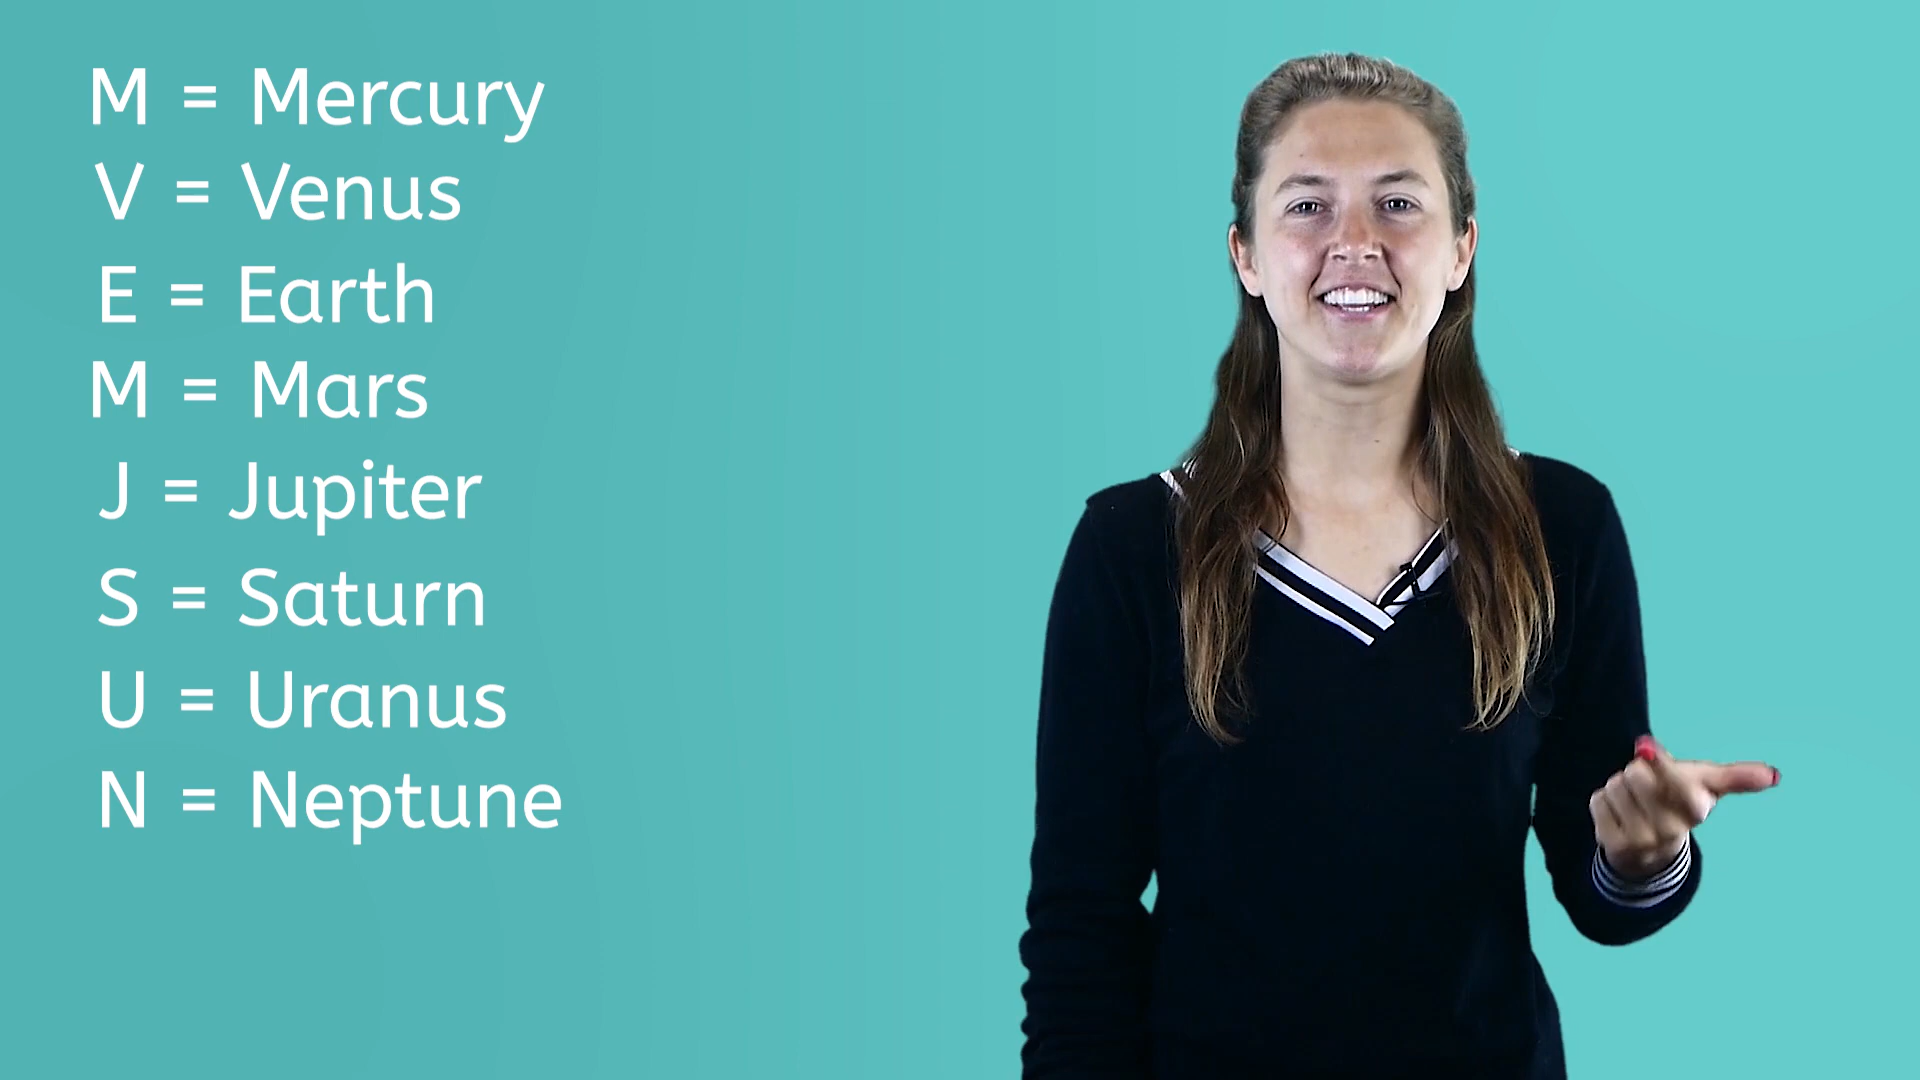 M = Mercury
V = Venus
E = Earth
M = Mars
J = Jupiter
S = Saturn
U = Uranus
N = Neptune